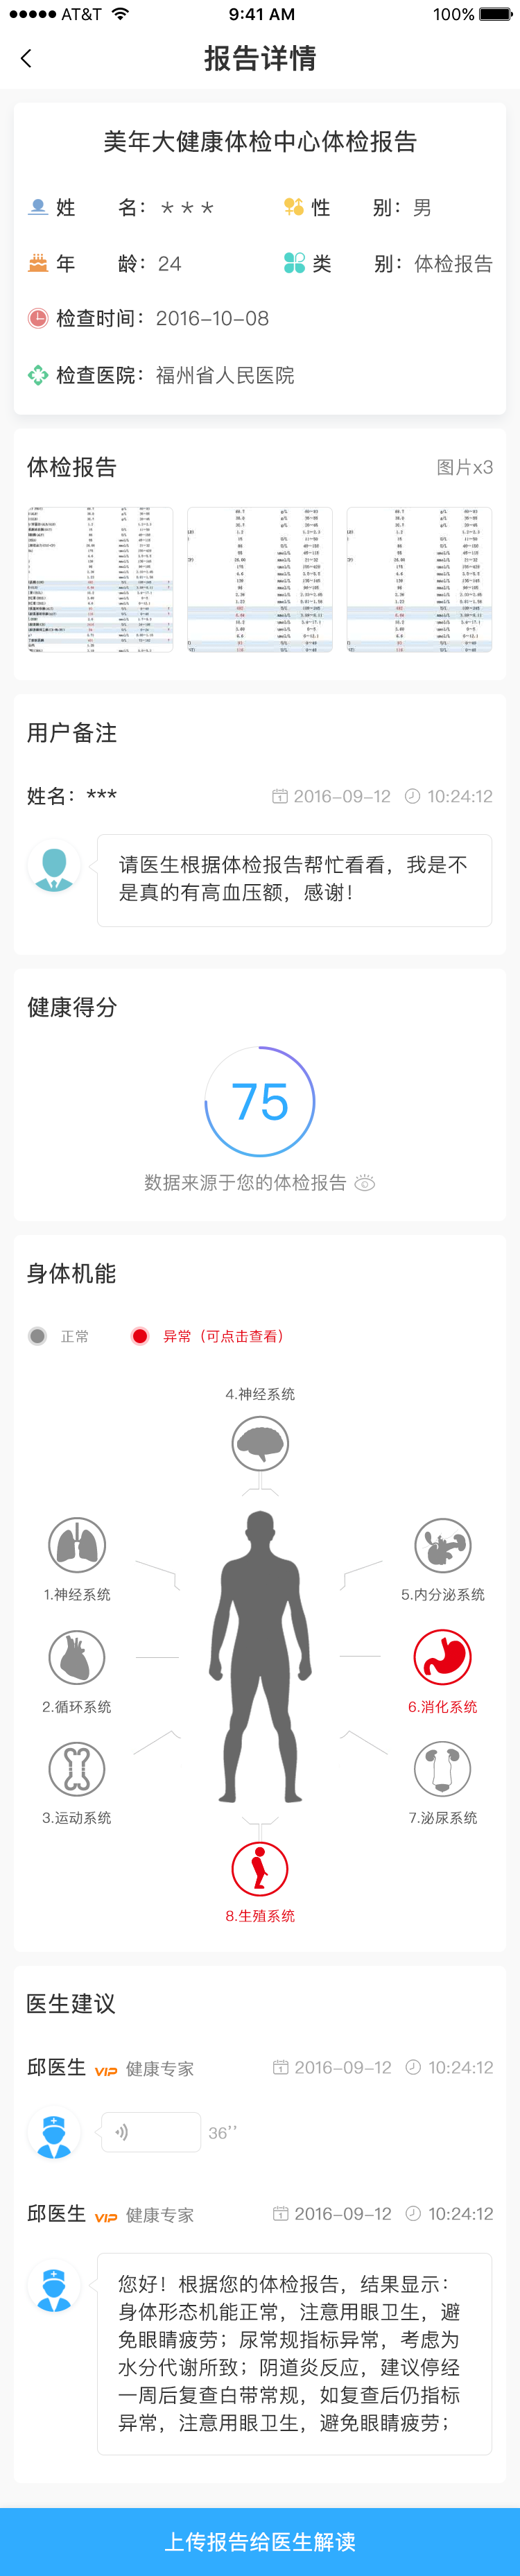 AT&T 9:41 AM 100%
报告详情
美年大健康体检中心体检报告
姓 名：＊＊＊ 性 别：男
年 龄：24 类 别：体检报告
检查时间：2016-10-08
检查医院：福州省人民医院
体检报告 图片x3
用户备注
姓名：*** 2016-09-12 10:24:12
请医生根据体检报告帮忙看看，我是不
是真的有高血压额，感谢！
健康得分
75
数据来源于您的体检报告
身体机能
正常 异常（可点击查看）
4.神经系统
1.神经系统 5.内分泌系统
2.循环系统 6.消化系统
3.运动系统 7.泌尿系统
8.生殖系统
医生建议
邱医生 VIP 健康专家 2016-09-12 10:24:12
36’’
邱医生 VIP 健康专家 2016-09-12 10:24:12
您好！根据您的体检报告，结果显示：
身体形态机能正常，注意用眼卫生，避
免眼睛疲劳；尿常规指标异常，考虑为
水分代谢所致；阴道炎反应，建议停经
一周后复查白带常规，如复查后仍指标
异常，注意用眼卫生，避免眼睛疲劳；
上传报告给医生解读